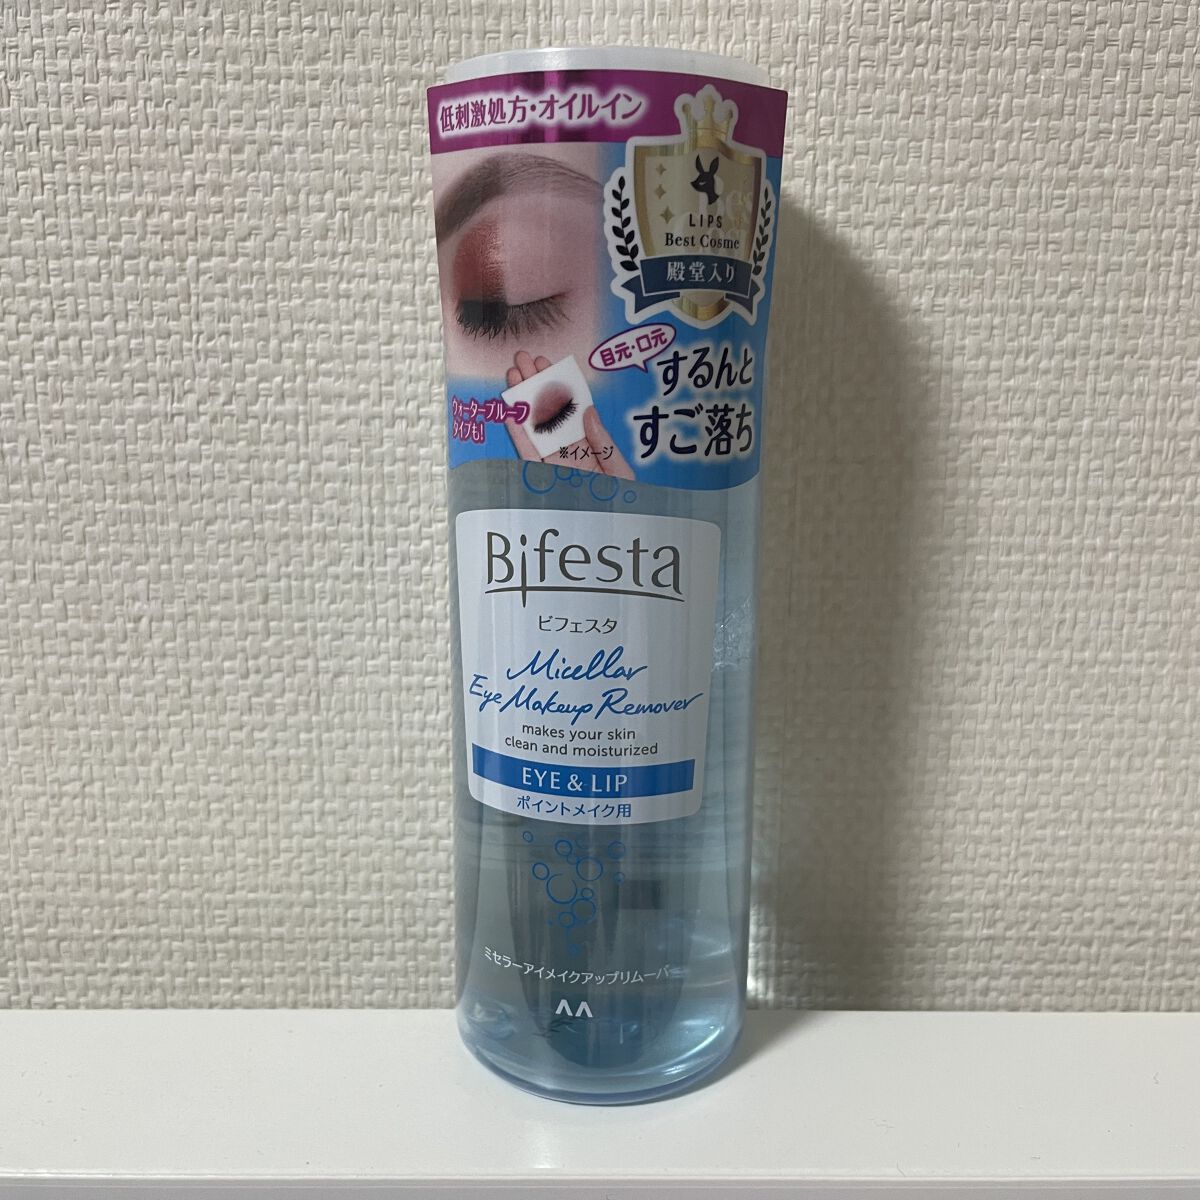 低刺激処方・オイルイン
LIPS
Best Cosme
殿堂入り
目元・口元
するんと
すご落ち
ウォータープルーフ
タイプも!
※イメージ
Bifesta
ビフェスタ
Micellar
Eye Makeup Remover
makes your skin
clean and moisturized
EYE & LIP
ポイントメイク用
ミセラーアイメイクアップリムーバー